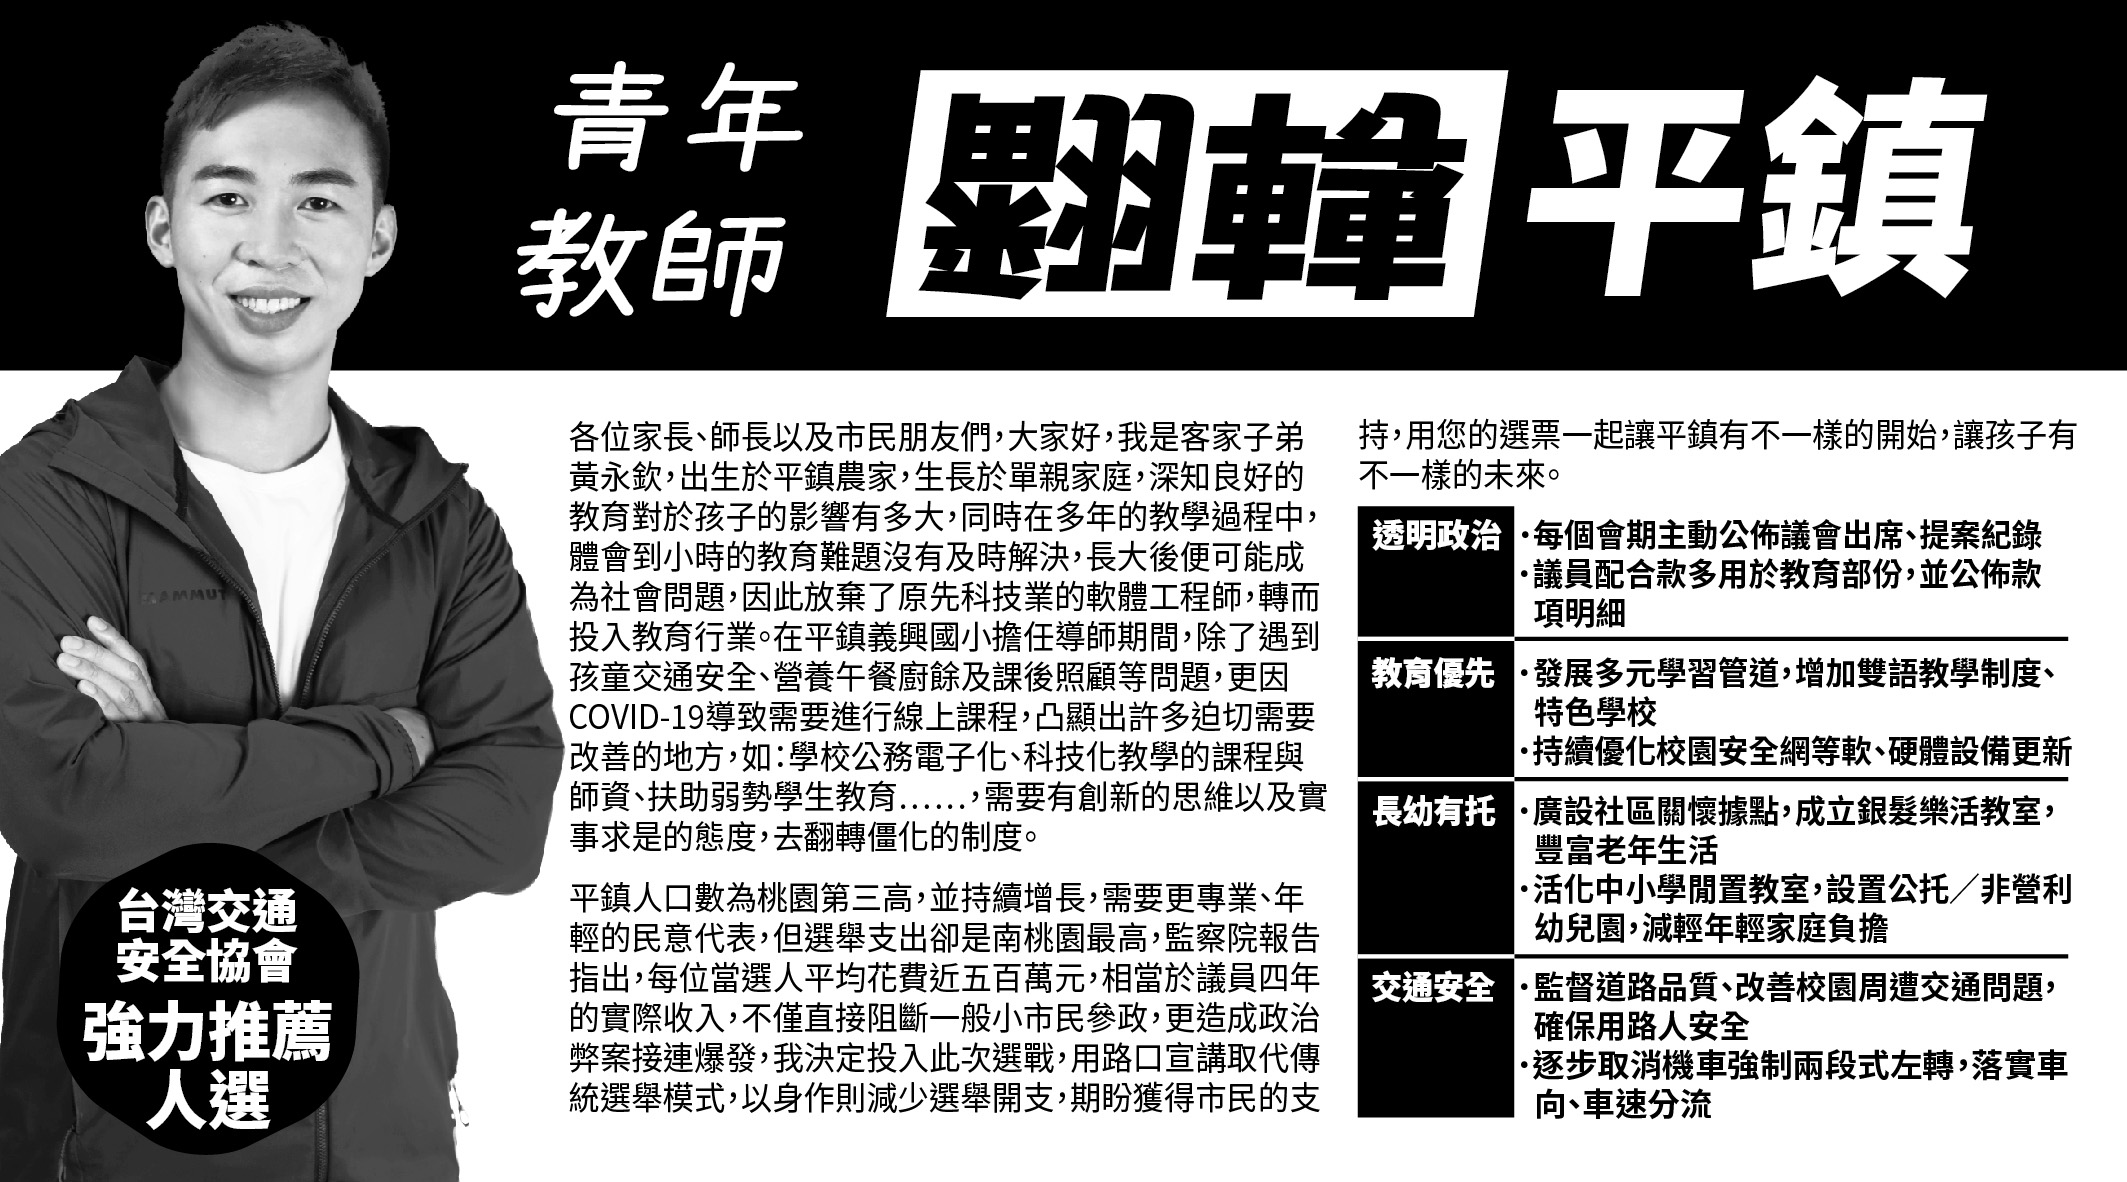 青年
教師
翻轉平鎮
各位家長、師長以及市民朋友們，大家好，我是客家子弟
黃永欽，出生於平鎮農家，生長於單親家庭，深知良好的
教育對於孩子的影響有多大，同時在多年的教學過程中，
體會到小時的教育難題沒有及時解決，長大後便可能成
為社會問題，因此放棄了原先科技業的軟體工程師，轉而
投入教育行業。在平鎮義興國小擔任導師期間，除了遇到
孩童交通安全、營養午餐廚餘及課後照顧等問題，更因
COVID-19導致需要進行線上課程，凸顯出許多迫切需要
改善的地方，如：學校公務電子化、科技化教學的課程與
師資、扶助弱勢學生教育……，需要有創新的思維以及實
事求是的態度，去翻轉僵化的制度。
平鎮人口數為桃園第三高，並持續增長，需要更專業、年
輕的民意代表，但選舉支出卻是南桃園最高，監察院報告
指出，每位當選人平均花費近五百萬元，相當於議員四年
的實際收入，不僅直接阻斷一般小市民參政，更造成政治
弊案接連爆發，我決定投入此次選戰，用路口宣講取代傳
統選舉模式，以身作則減少選舉開支，期盼獲得市民的支
持，用您的選票一起讓平鎮有不一樣的開始，讓孩子有
不一樣的未來。
透明政治
·每個會期主動公佈議會出席、提案紀錄
·議員配合款多用於教育部份，並公佈款
項明細
教育優先
·發展多元學習管道，增加雙語教學制度、
特色學校
·持續優化校園安全網等軟、硬體設備更新
長幼有托
·廣設社區關懷據點，成立銀髮樂活教室，
豐富老年生活
·活化中小學閒置教室，設置公托／非營利
幼兒園，減輕年輕家庭負擔
交通安全
·監督道路品質、改善校園周遭交通問題，
確保用路人安全
·逐步取消機車強制兩段式左轉，落實車
向、車速分流
MAMMUT
台灣交通
安全協會
強力推薦
人選